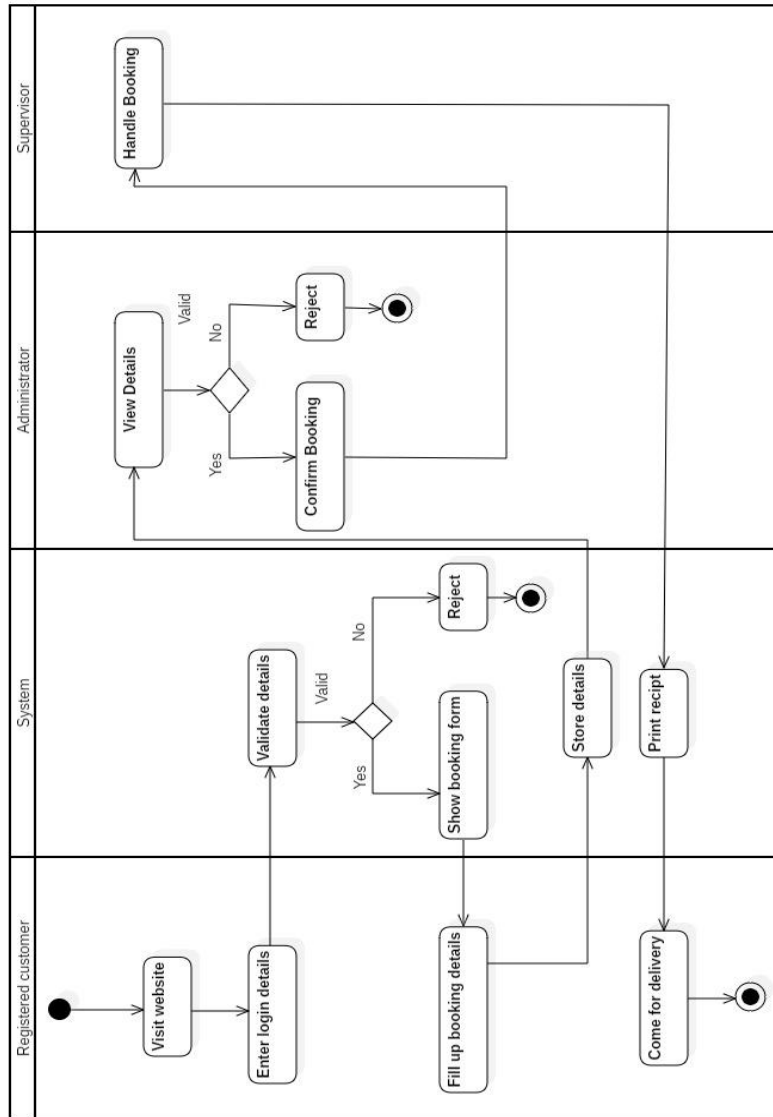 Registered customer
System
Administrator
Supervisor
Visit website
Enter login details
Validate details
Valid
Yes
No
Show booking form
Reject
Fill up booking details
Store details
View Details
Valid
Yes
No
Confirm Booking
Reject
Handle Booking
Print recipt
Come for delivery